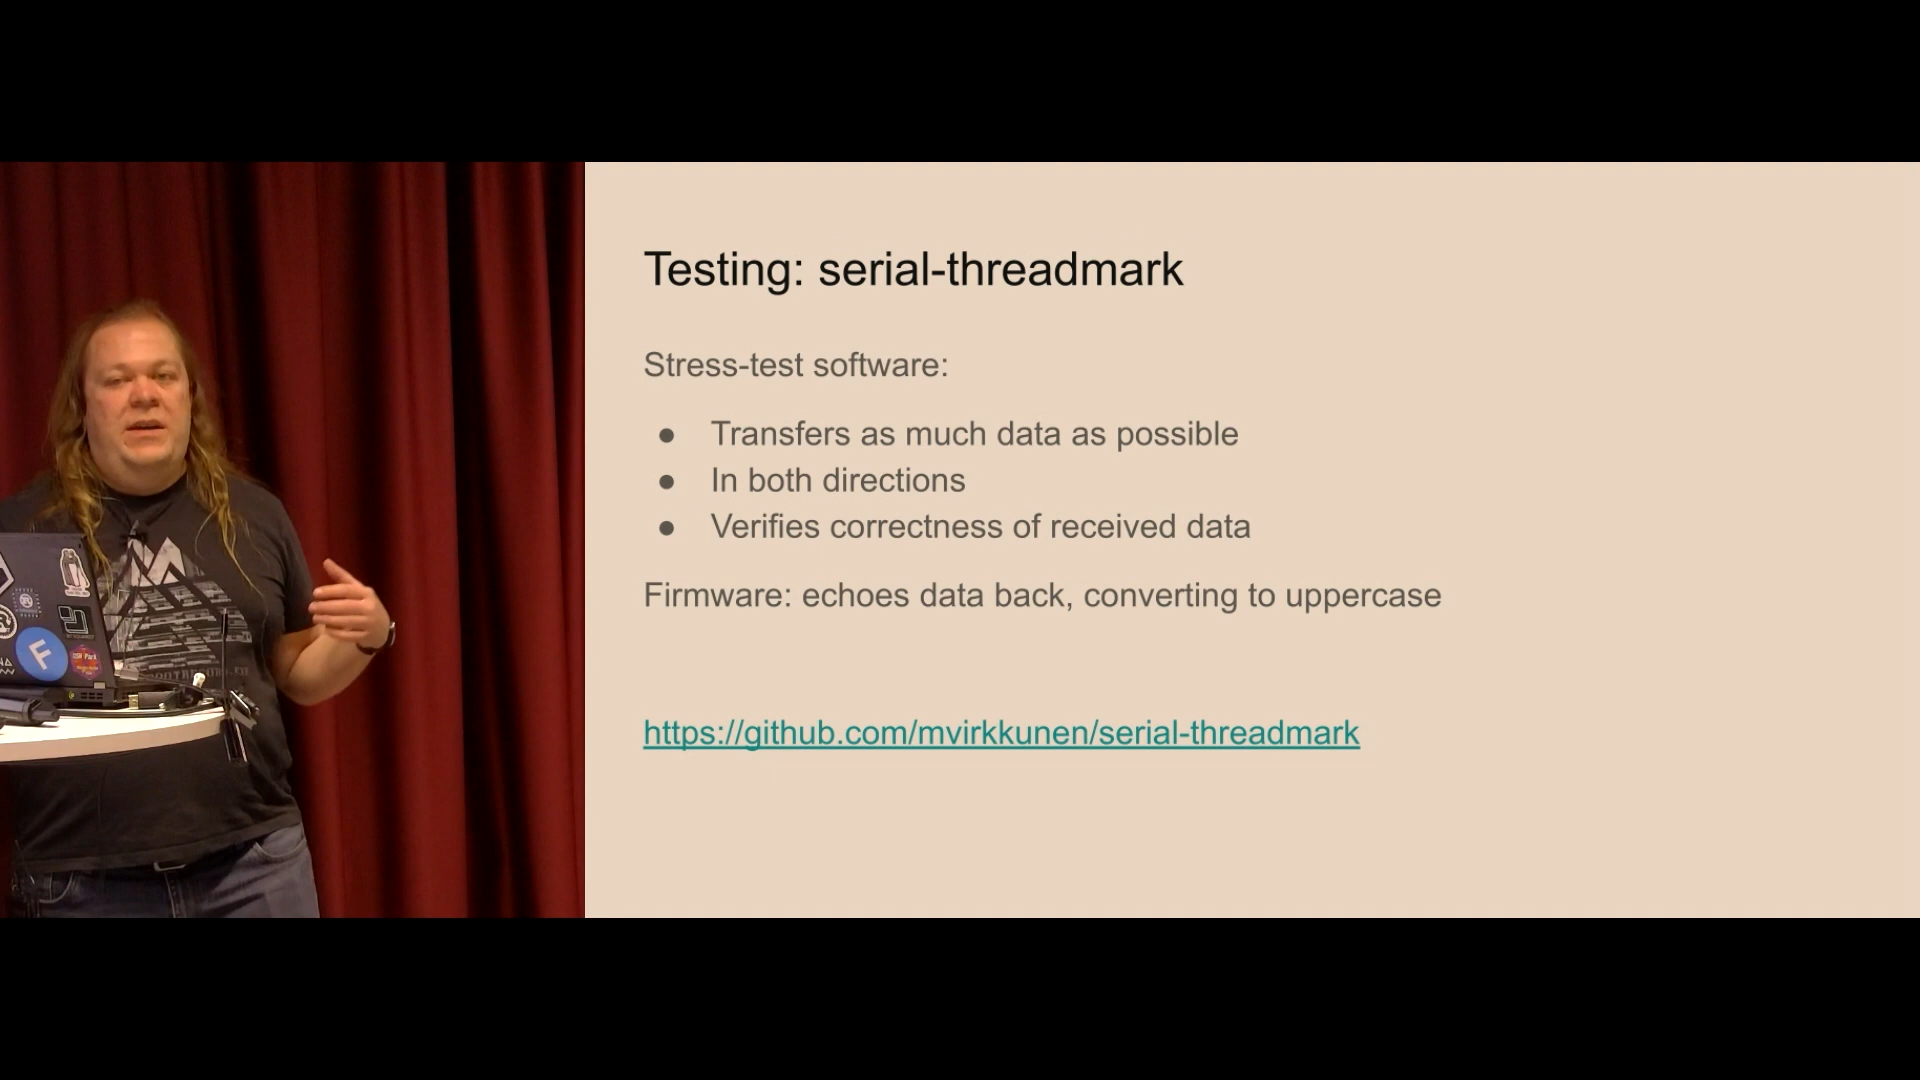 Testing: serial-threadmark
Stress-test software:
● Transfers as much data as possible
● In both directions
● Verifies correctness of received data
Firmware: echoes data back, converting to uppercase
https://github.com/mvirkkunen/serial-threadmark
F